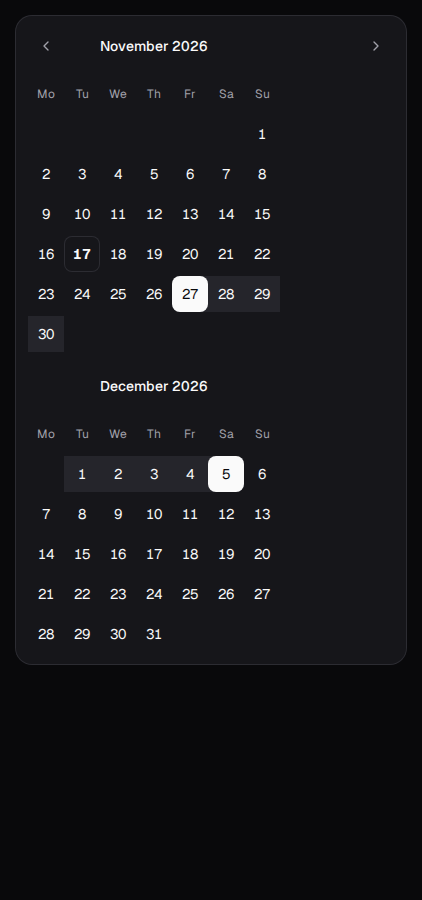 November 2026
Mo Tu We Th Fr Sa Su
1
2 3 4 5 6 7 8
9 10 11 12 13 14 15
16 17 18 19 20 21 22
23 24 25 26 27 28 29
30
December 2026
Mo Tu We Th Fr Sa Su
1 2 3 4 5 6
7 8 9 10 11 12 13
14 15 16 17 18 19 20
21 22 23 24 25 26 27
28 29 30 31